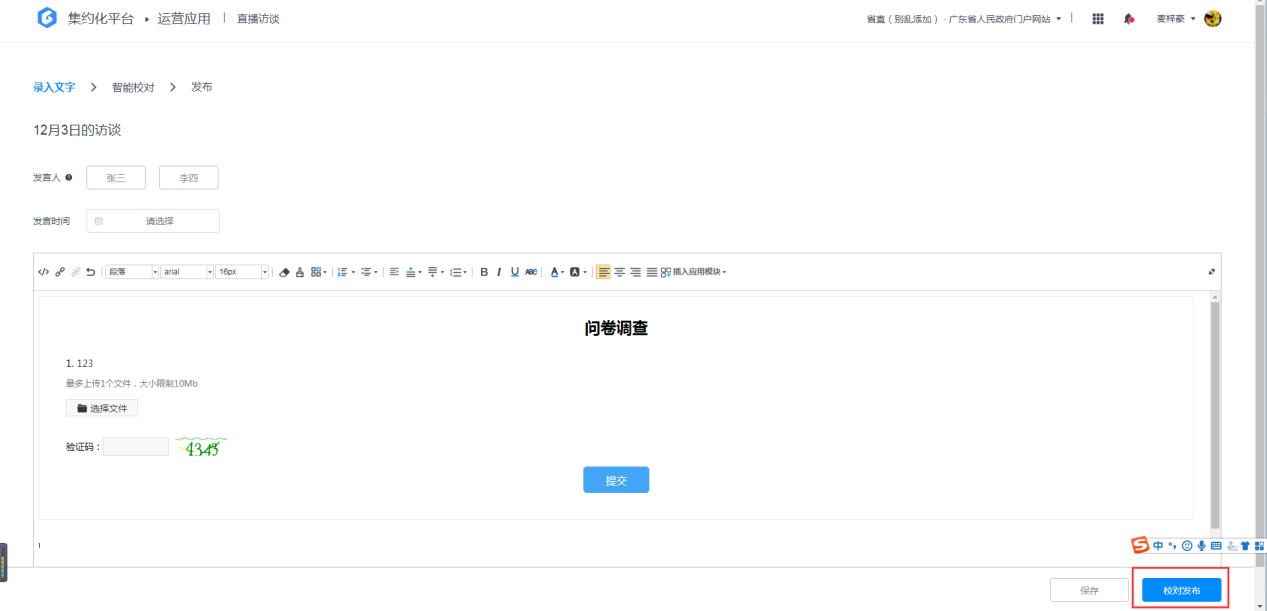 集约化平台 ▸ 运营应用 | 直播访谈
省直（别乱添加）· 广东省人民政府门户网站
麦梓豪
录入文字 > 智能校对 > 发布
12月3日的访谈
发言人 张三 李四
发言时间 请选择
段落 arial 16px B I U ABC A A 插入应用模块
问卷调查
1. 123
最多上传1个文件，大小限制10Mb
选择文件
验证码： 4345
提交
中
保存 校对发布